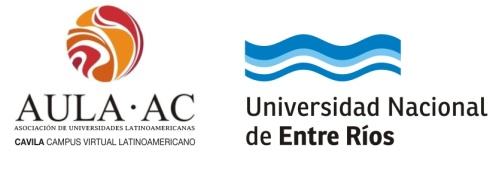 AULA·AC
ASOCIACIÓN DE UNIVERSIDADES LATINOAMERICANAS
CAVILA CAMPUS VIRTUAL LATINOAMERICANO
Universidad Nacional
de Entre Ríos